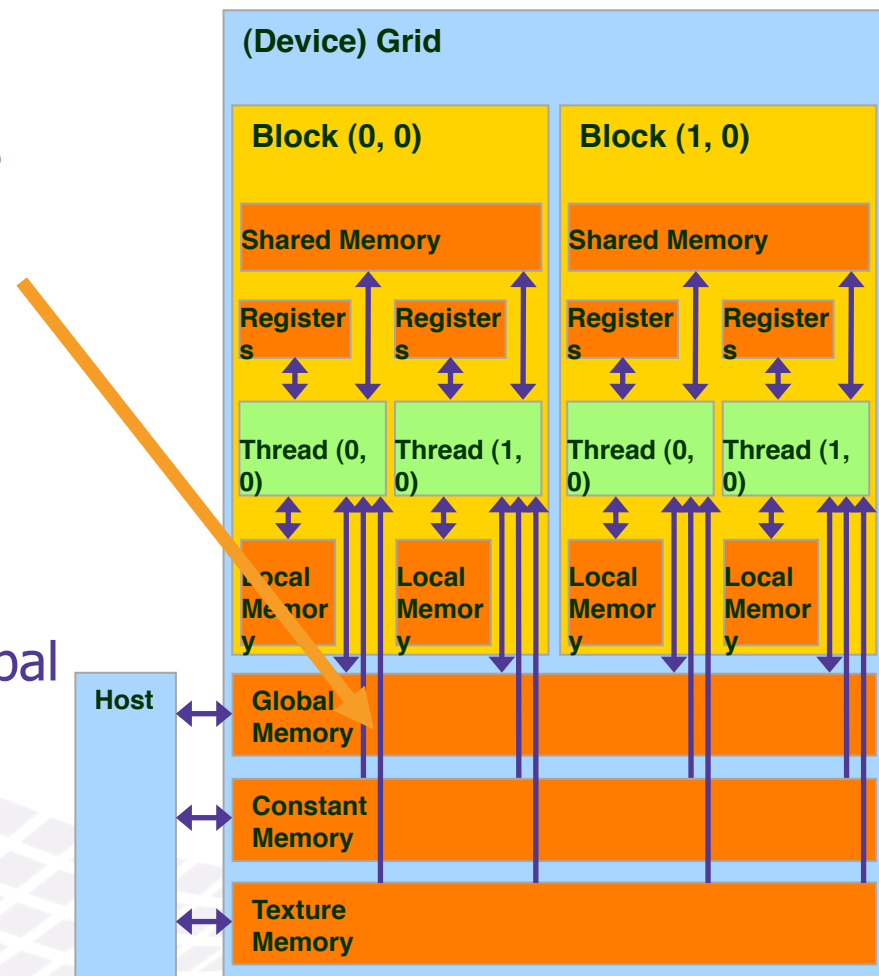 (Device) Grid
Block (0, 0)
Block (1, 0)
Shared Memory
Shared Memory
Register
s
Register
s
Register
s
Register
s
Thread (0,
0)
Thread (1,
0)
Thread (0,
0)
Thread (1,
0)
Local
Memor
y
Local
Memor
y
Local
Memor
y
Local
Memor
y
Host
Global
Memory
Constant
Memory
Texture
Memory